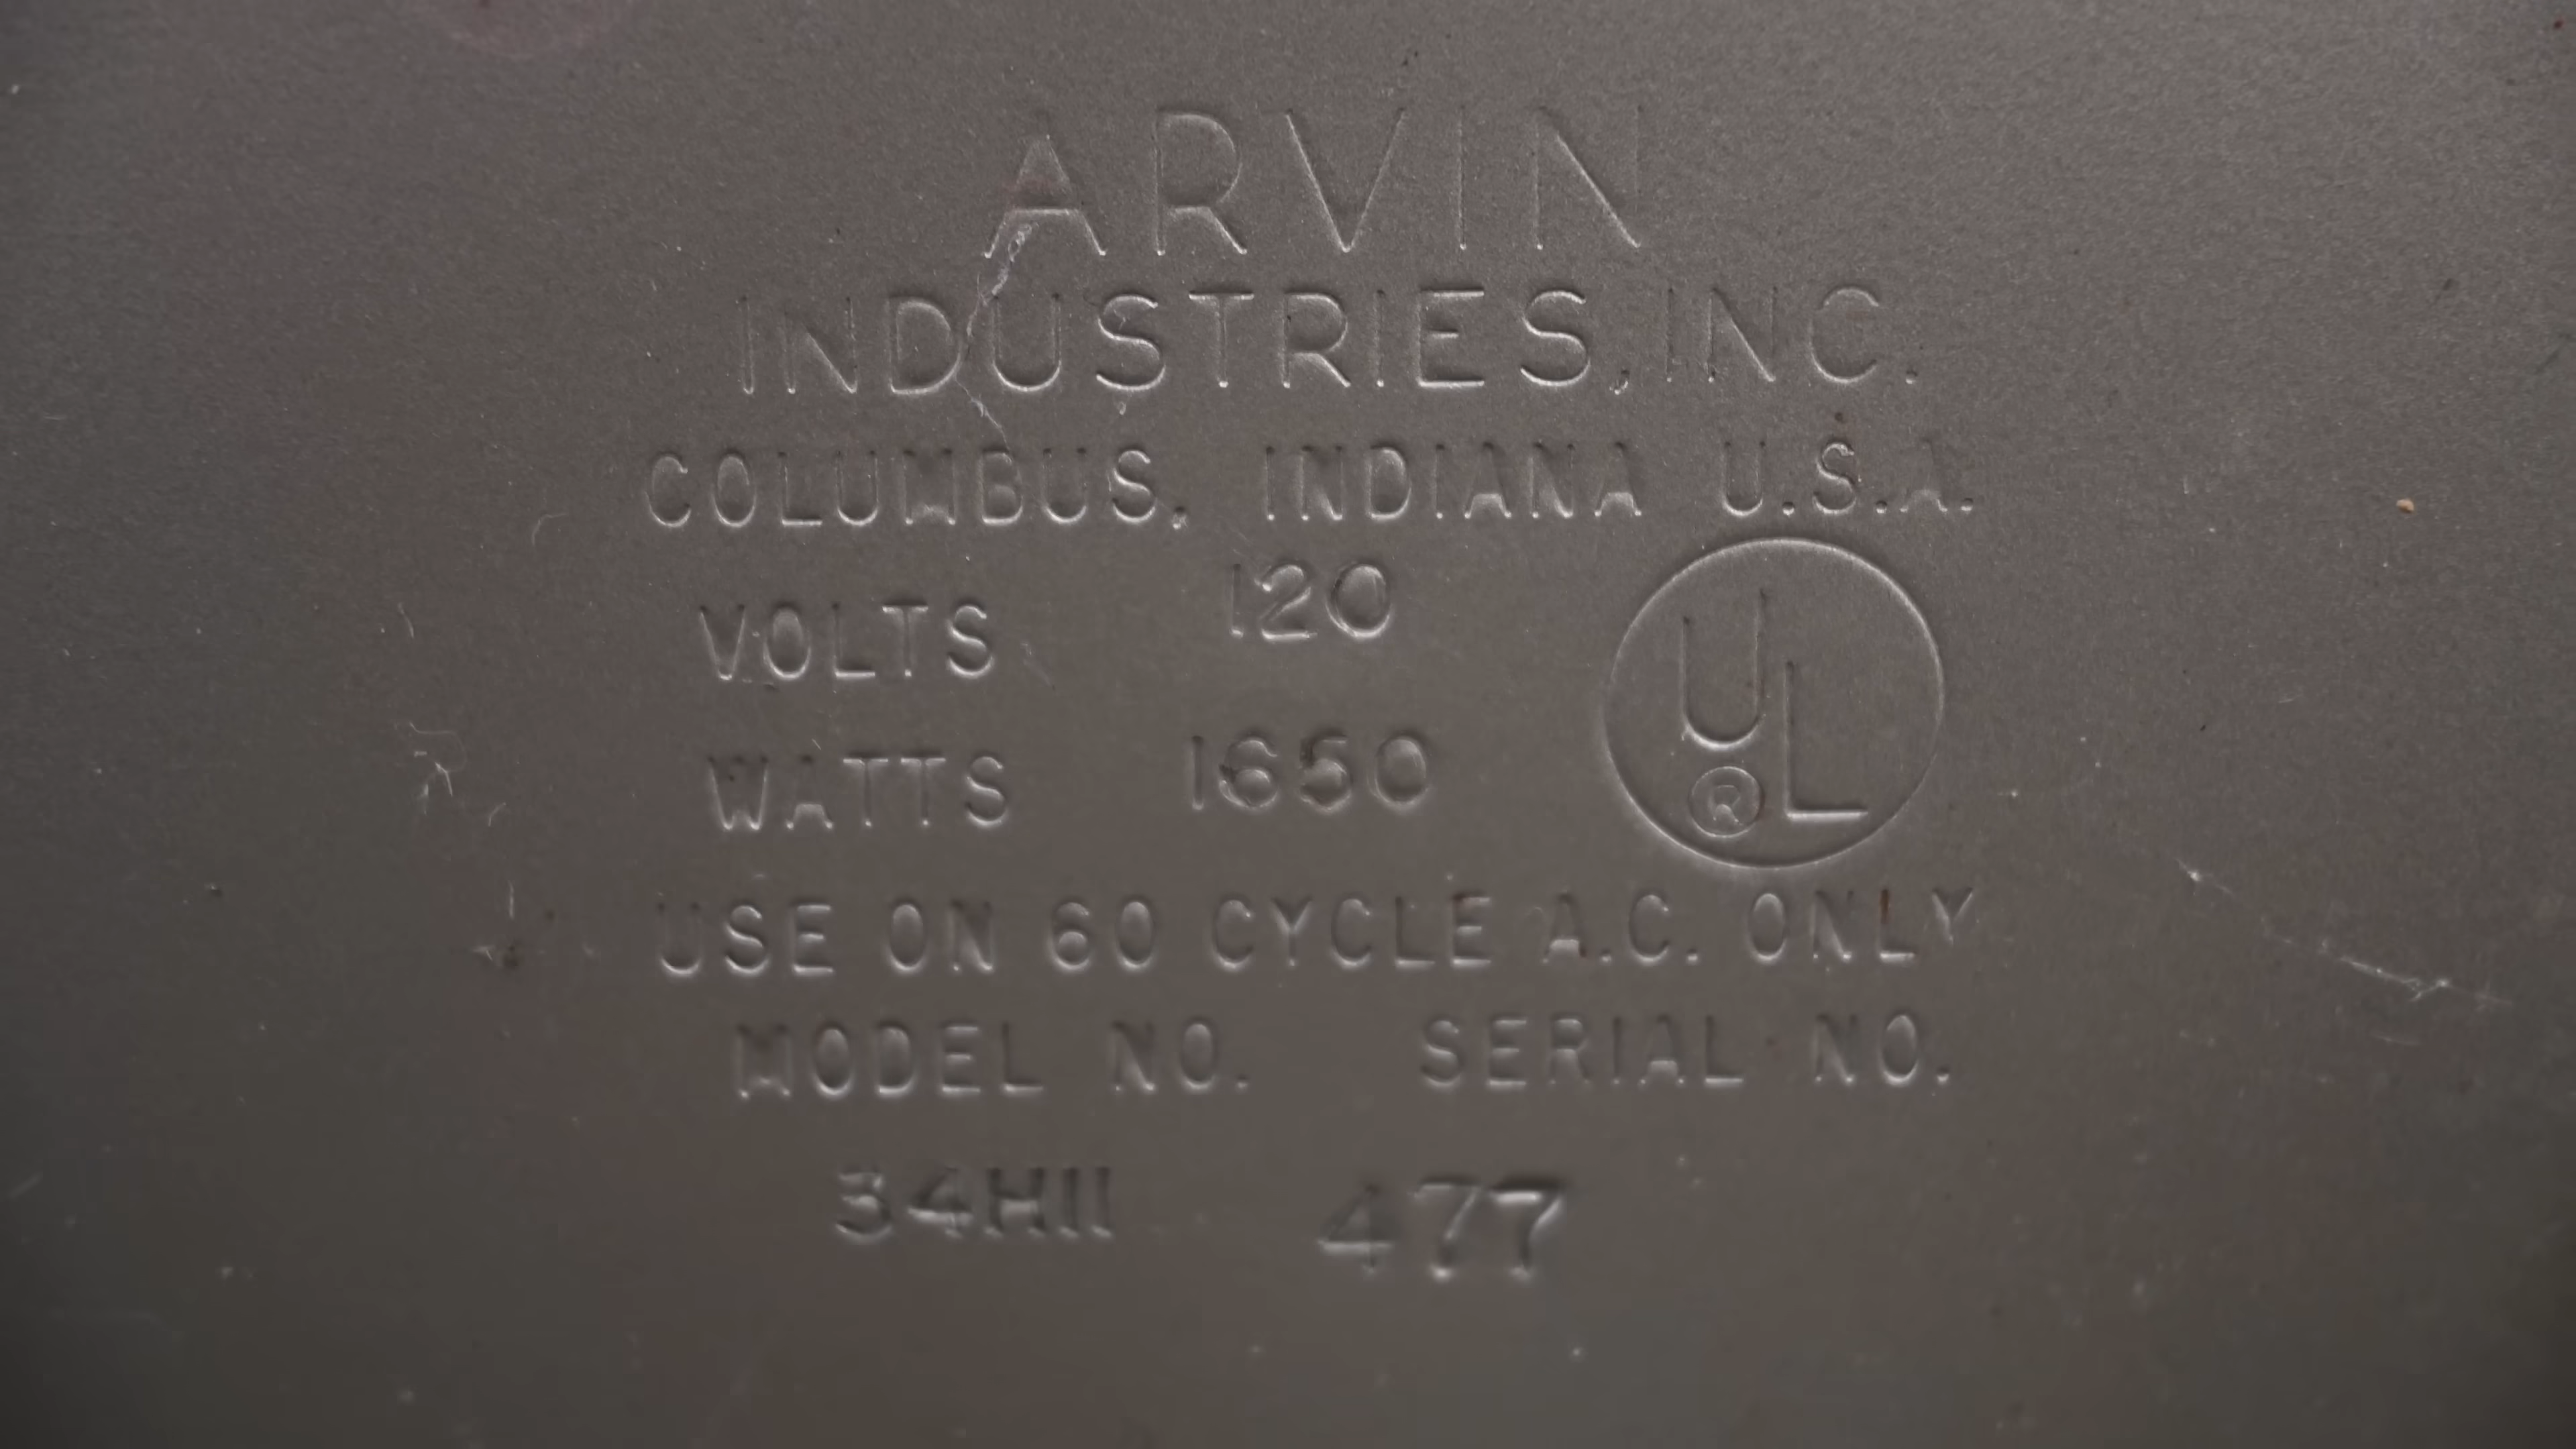 ARVIN
INDUSTRIES, INC.
COLUMBUS, INDIANA U.S.A.
VOLTS 120
WATTS 1650
UL
®
USE ON 60 CYCLE A.C. ONLY
MODEL NO. SERIAL NO.
34H11 477